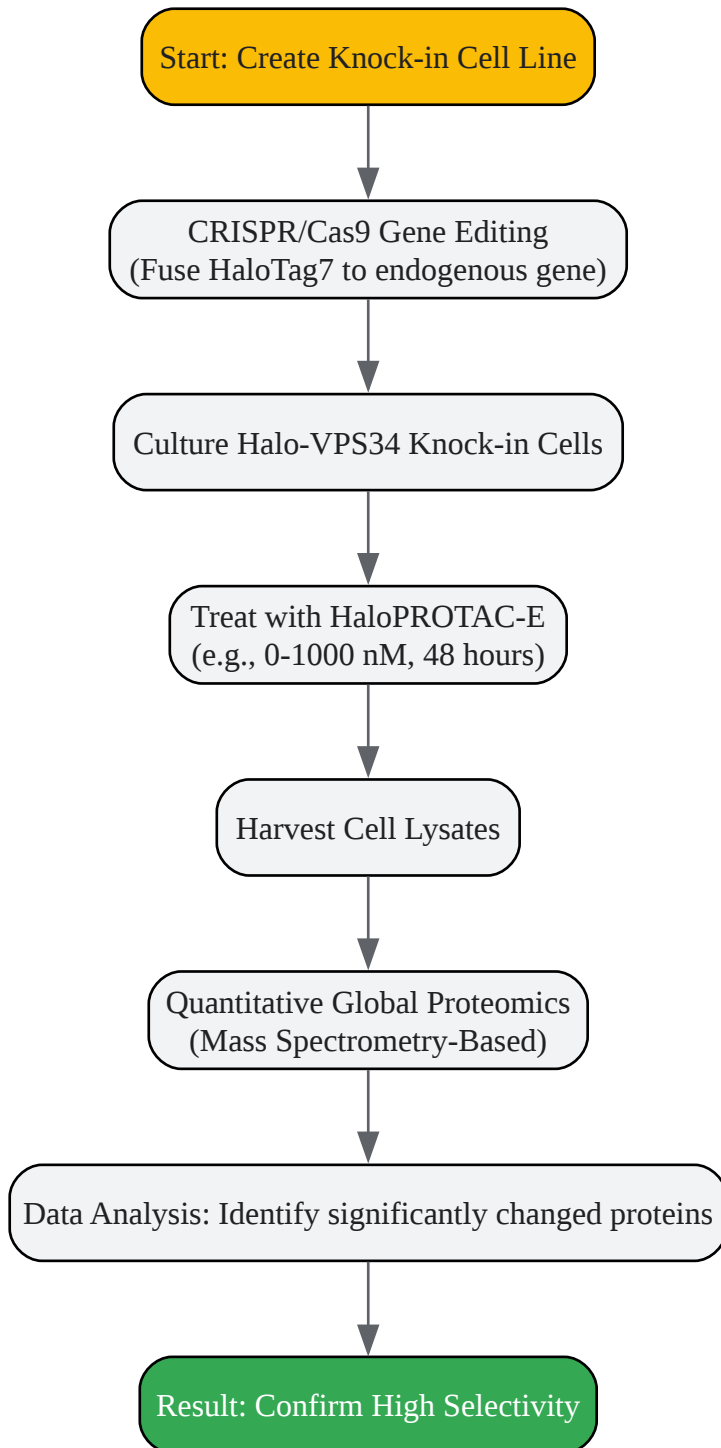 Start: Create Knock-in Cell Line
CRISPR/Cas9 Gene Editing
(Fuse HaloTag7 to endogenous gene)
Culture Halo-VPS34 Knock-in Cells
Treat with HaloPROTAC-E
(e.g., 0-1000 nM, 48 hours)
Harvest Cell Lysates
Quantitative Global Proteomics
(Mass Spectrometry-Based)
Data Analysis: Identify significantly changed proteins
Result: Confirm High Selectivity